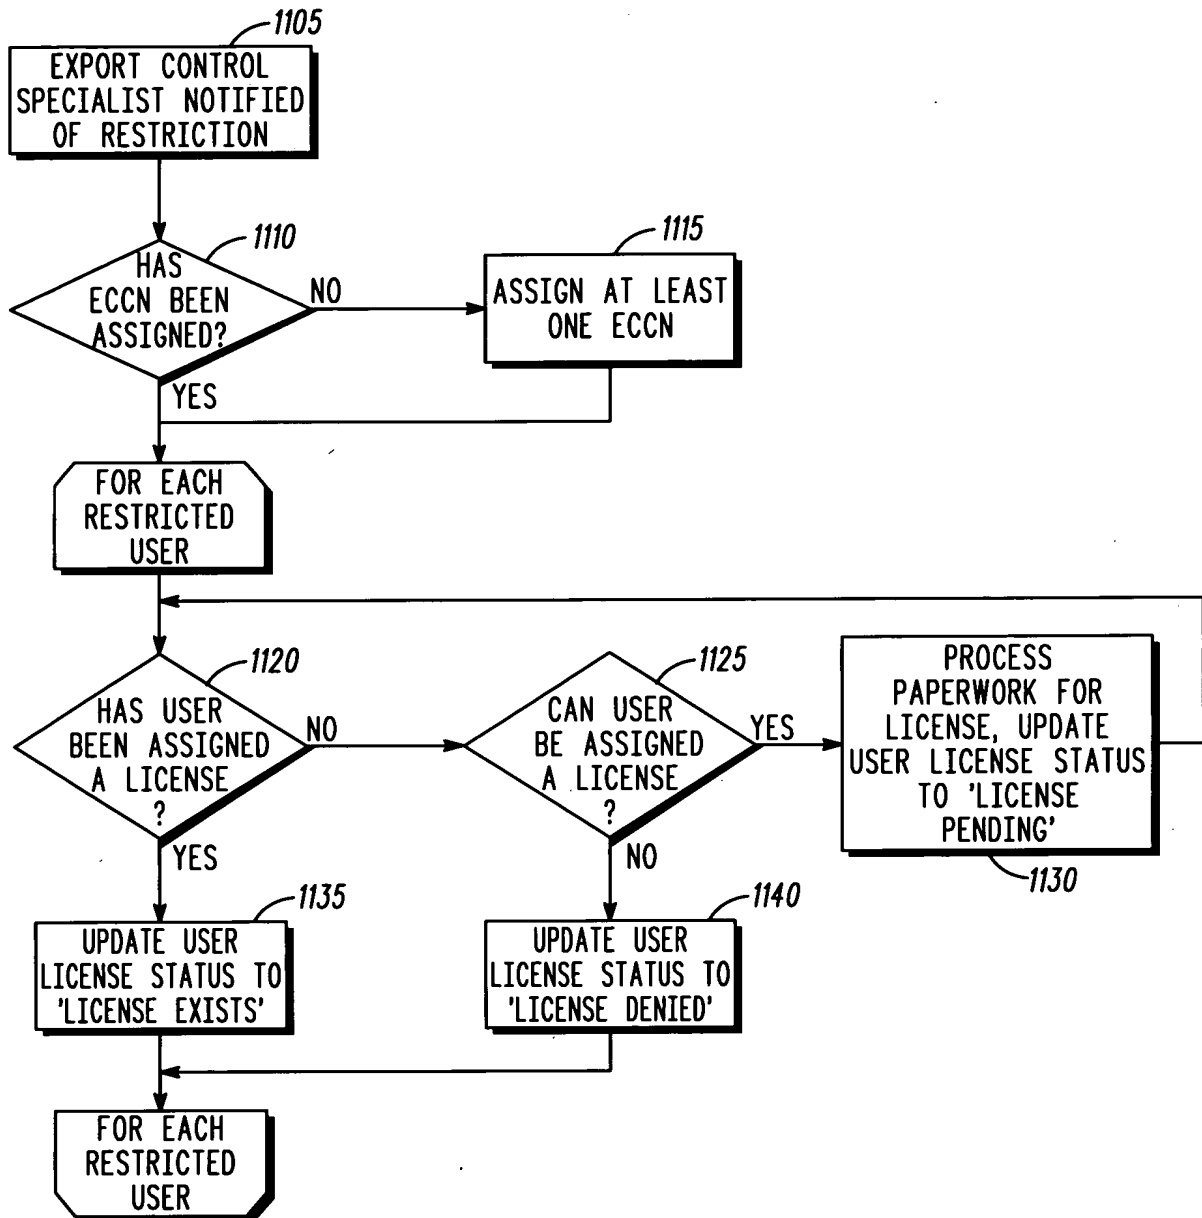 1105
EXPORT CONTROL
SPECIALIST NOTIFIED
OF RESTRICTION
1110
HAS
ECCN BEEN
ASSIGNED?
NO
YES
1115
ASSIGN AT LEAST
ONE ECCN
FOR EACH
RESTRICTED
USER
1120
HAS USER
BEEN ASSIGNED
A LICENSE
?
NO
YES
1125
CAN USER
BE ASSIGNED
A LICENSE
?
YES
NO
PROCESS
PAPERWORK FOR
LICENSE, UPDATE
USER LICENSE STATUS
TO 'LICENSE
PENDING'
1130
1135
UPDATE USER
LICENSE STATUS TO
'LICENSE EXISTS'
1140
UPDATE USER
LICENSE STATUS TO
'LICENSE DENIED'
FOR EACH
RESTRICTED
USER